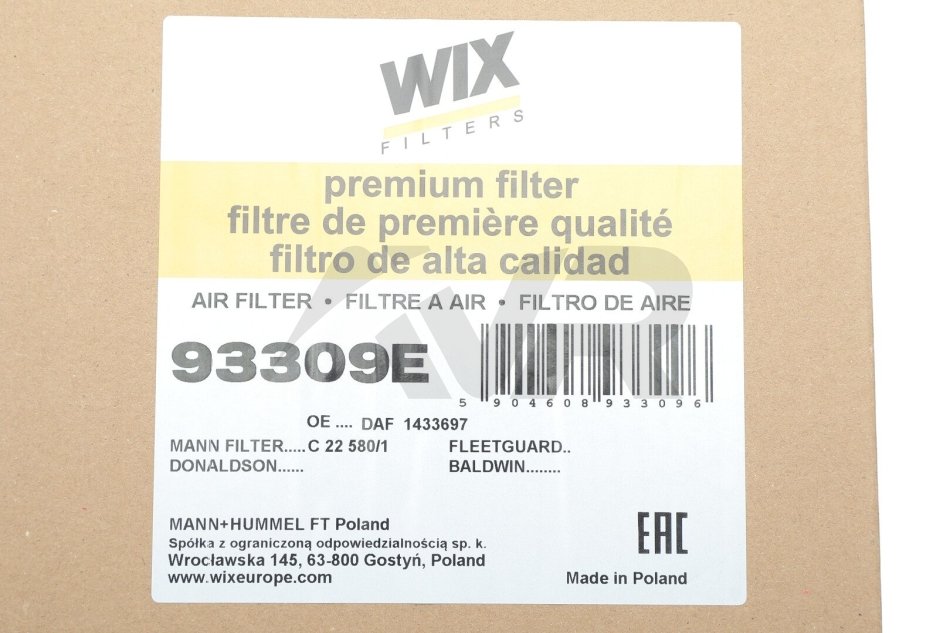 WIX
FILTERS
premium filter
filtre de première qualité
filtro de alta calidad
AIR FILTER • FILTRE A AIR • FILTRO DE AIRE
93309E
5 904608 933096
OE .... DAF 1433697
MANN FILTER.....C 22 580/1 FLEETGUARD..
DONALDSON...... BALDWIN........
MANN+HUMMEL FT Poland
Spółka z ograniczoną odpowiedzialnością sp. k.
Wrocławska 145, 63-800 Gostyń, Poland
www.wixeurope.com
EAC
Made in Poland